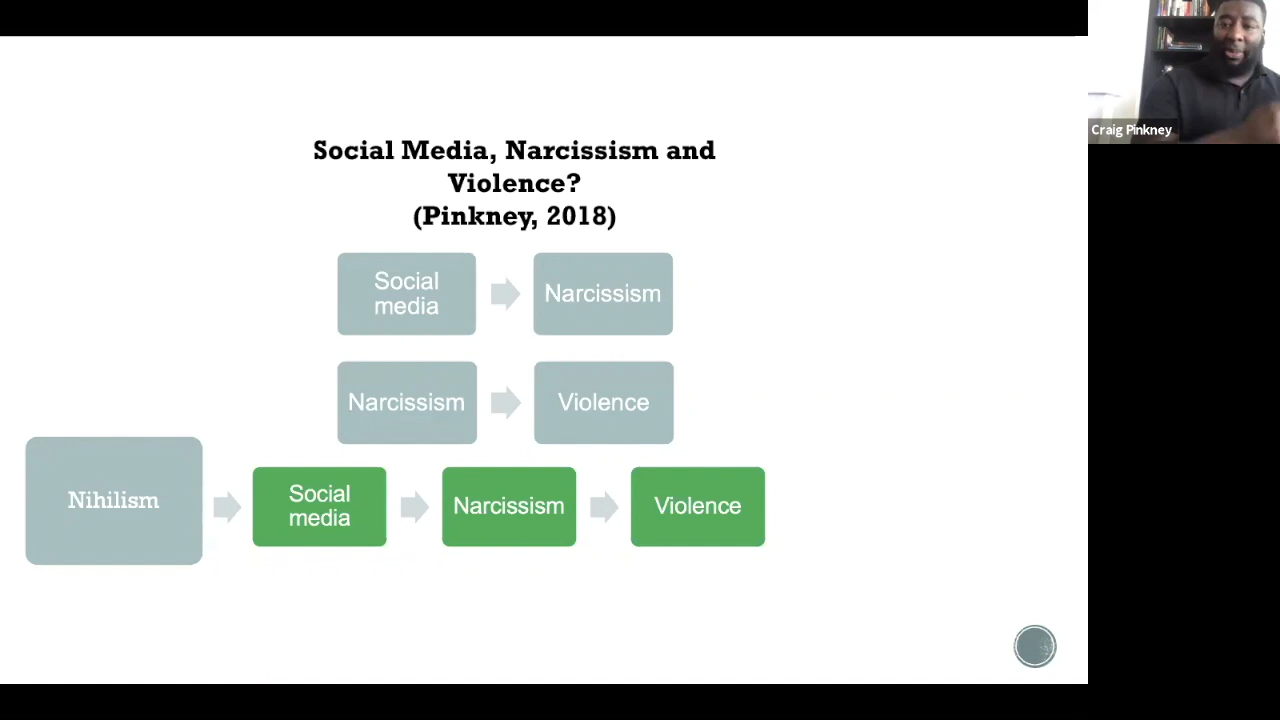 Craig Pinkney
Social Media, Narcissism and
Violence?
(Pinkney, 2018)
Social
media
Narcissism
Narcissism
Violence
Nihilism
Social
media
Narcissism
Violence